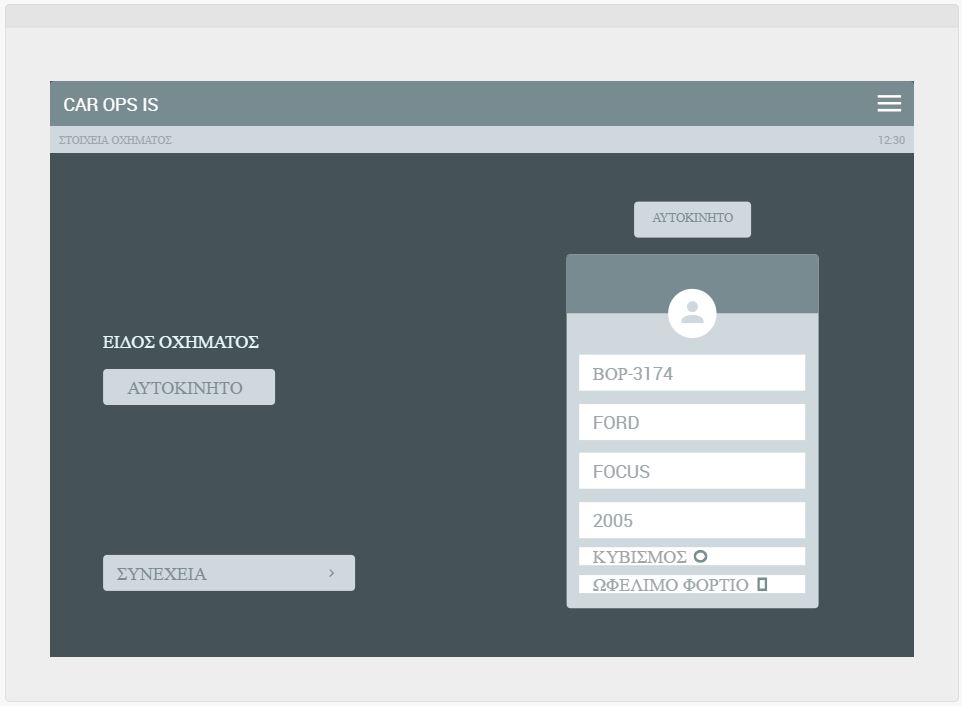 CAR OPS IS
ΣΤΟΙΧΕΙΑ ΟΧΗΜΑΤΟΣ 12:30
ΑΥΤΟΚΙΝΗΤΟ
ΕΙΔΟΣ ΟΧΗΜΑΤΟΣ
ΑΥΤΟΚΙΝΗΤΟ
ΣΥΝΕΧΕΙΑ
ΒΟΡ-3174
FORD
FOCUS
2005
ΚΥΒΙΣΜΟΣ
ΩΦΕΛΙΜΟ ΦΟΡΤΙΟ